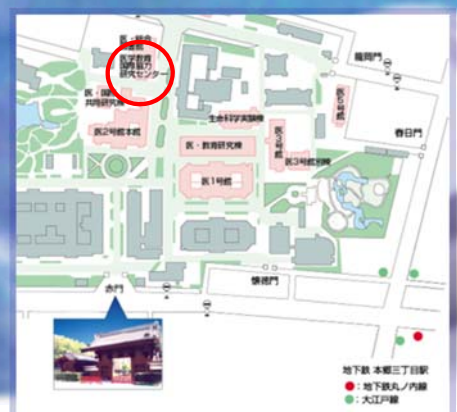 医・総合
医学教育
国際協力
研究センター
医・国
共同研究棟
医2号館本館
生命科学実験棟
医・教育研究棟
医3号館
医3号館別棟
医1号館
医5号館
龍岡門
春日門
懐徳門
赤門
地下鉄 本郷三丁目駅
●：地下鉄丸ノ内線
●：大江戸線